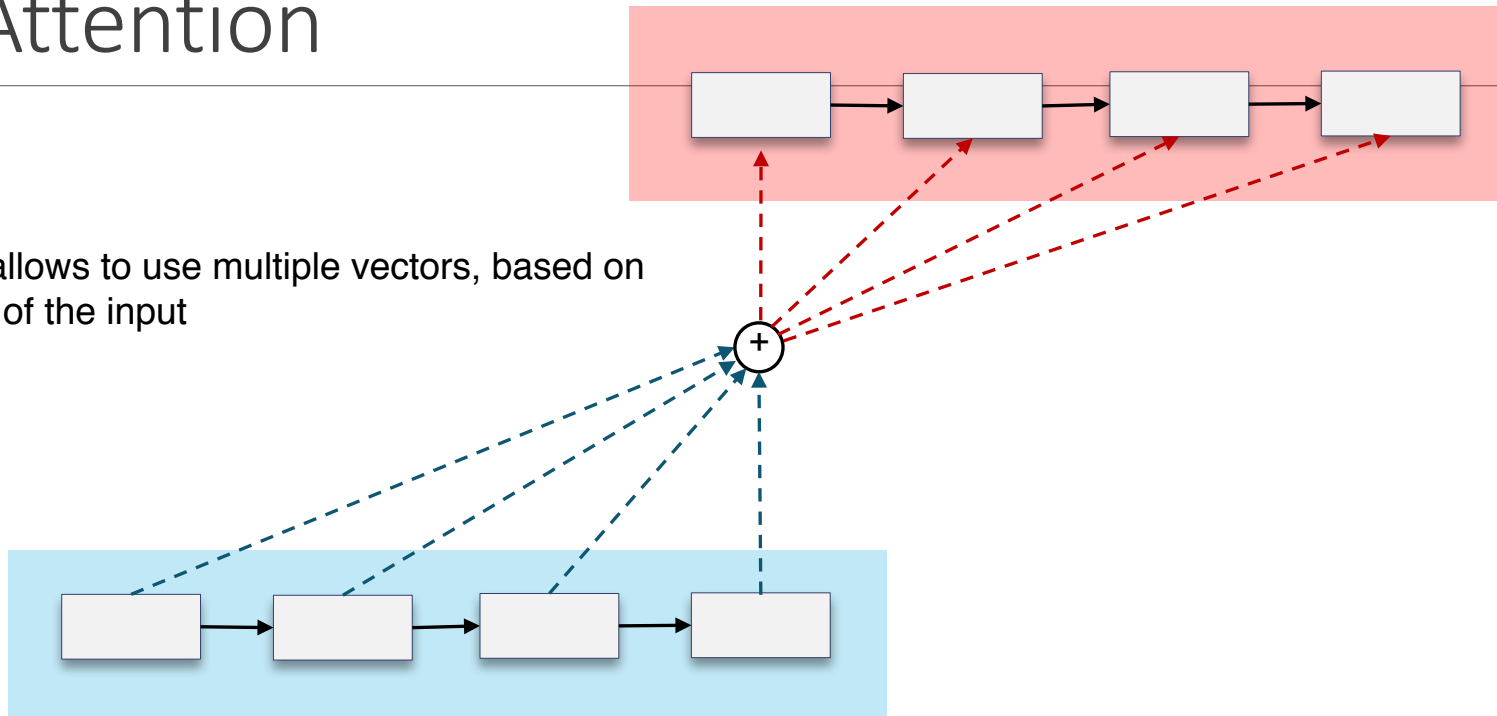 Attention
allows to use multiple vectors, based on
of the input
+